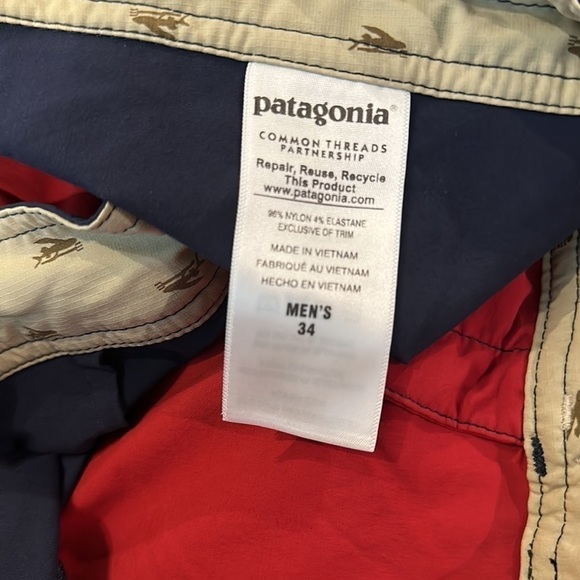 patagonia®
COMMON THREADS
PARTNERSHIP
Repair, Reuse, Recycle
This Product
www.patagonia.com
96% NYLON 4% ELASTANE
EXCLUSIVE OF TRIM
MADE IN VIETNAM
FABRIQUÉ AU VIETNAM
HECHO EN VIETNAM
MEN'S
34